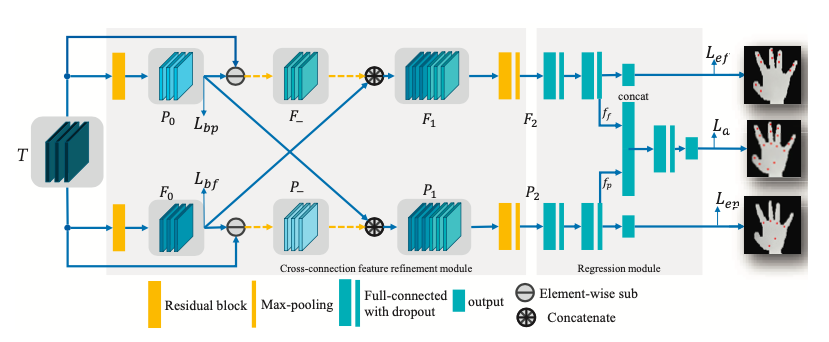 T
P_0
L_{bp}
F_-
F_1
F_2
L_{ef}
concat
f_f
L_a
F_0
L_{bf}
P_-
P_1
P_2
f_p
L_{ep}
Cross-connection feature refinement module
Regression module
Residual block
Max-pooling
Full-connected
with dropout
output
Element-wise sub
Concatenate